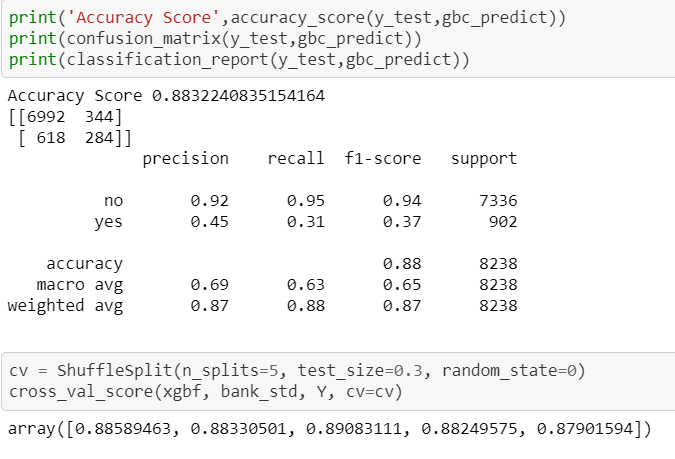 print('Accuracy Score',accuracy_score(y_test,gbc_predict))
print(confusion_matrix(y_test,gbc_predict))
print(classification_report(y_test,gbc_predict))
Accuracy Score 0.8832240835154164
[[6992  344]
 [ 618  284]]
              precision    recall  f1-score   support

          no       0.92      0.95      0.94      7336
         yes       0.45      0.31      0.37       902

    accuracy                           0.88      8238
   macro avg       0.69      0.63      0.65      8238
weighted avg       0.87      0.88      0.87      8238

cv = ShuffleSplit(n_splits=5, test_size=0.3, random_state=0)
cross_val_score(xgbf, bank_std, Y, cv=cv)
array([0.88589463, 0.88330501, 0.89083111, 0.88249575, 0.87901594])